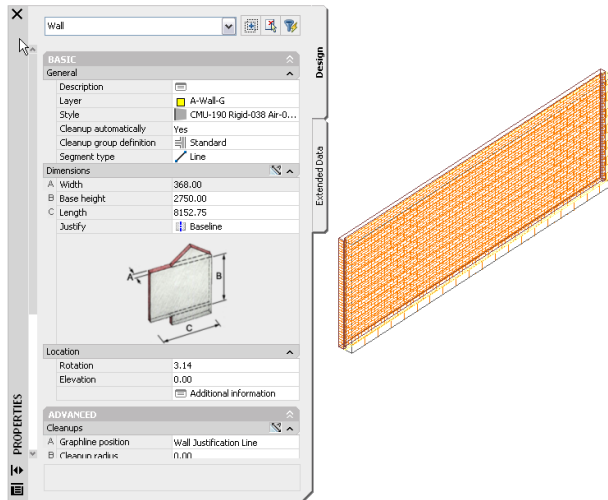 Wall
Design
Extended Data
PROPERTIES
BASIC
General
Description
Layer A-Wall-G
Style CMU-190 Rigid-038 Air-0...
Cleanup automatically Yes
Cleanup group definition Standard
Segment type Line
Dimensions
A Width 368.00
B Base height 2750.00
C Length 8152.75
Justify Baseline
A
B
C
Location
Rotation 3.14
Elevation 0.00
Additional information
ADVANCED
Cleanups
A Graphline position Wall Justification Line
B Cleanup radius 0.00